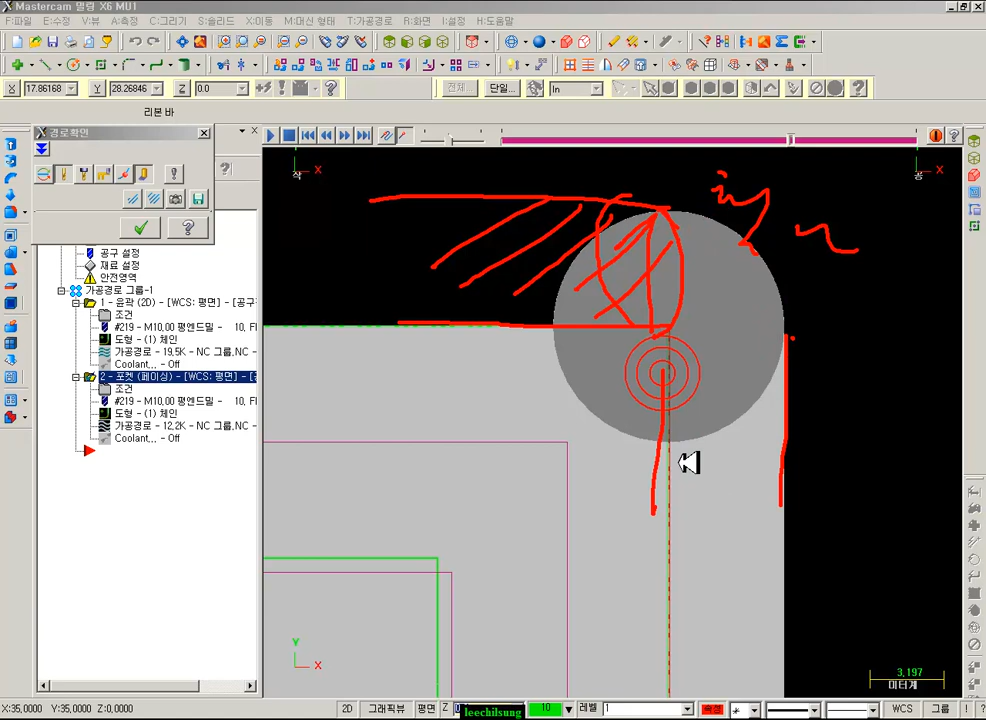 Mastercam 밀링 X6 MU1
F:파일 E:수정 V:뷰 A:측정 C:그리기 S:솔리드 X:이동 M:머신 형태 T:가공경로 R:화면 I:설정 H:도움말
X 17.86168 Y 28.26846 Z 0.0 전체... 단일... In
리본 바
경로확인
X X
공구 설정
재료 설정
안전영역
가공경로 그룹-1
1 - 윤곽 (2D) - [WCS: 평면] - [공구
조건
#219 - M10,00 평엔드밀 - 10, Fl
도형 - (1) 체인
가공경로 - 19,5K - NC 그룹,NC
Coolant... - Off
2 - 포켓 (페이싱) - [WCS: 평면] - [
조건
#219 - M10,00 평엔드밀 - 10, Fl
도형 - (1) 체인
가공경로 - 12,2K - NC 그룹,NC
Coolant... - Off
Y
X
3,197
미터계
X:35,0000 Y:35,0000 Z:0,0000 2D 그래픽뷰 평면 Z 10 레벨 1 속성 WCS 그룹 ! ?
leechilsung